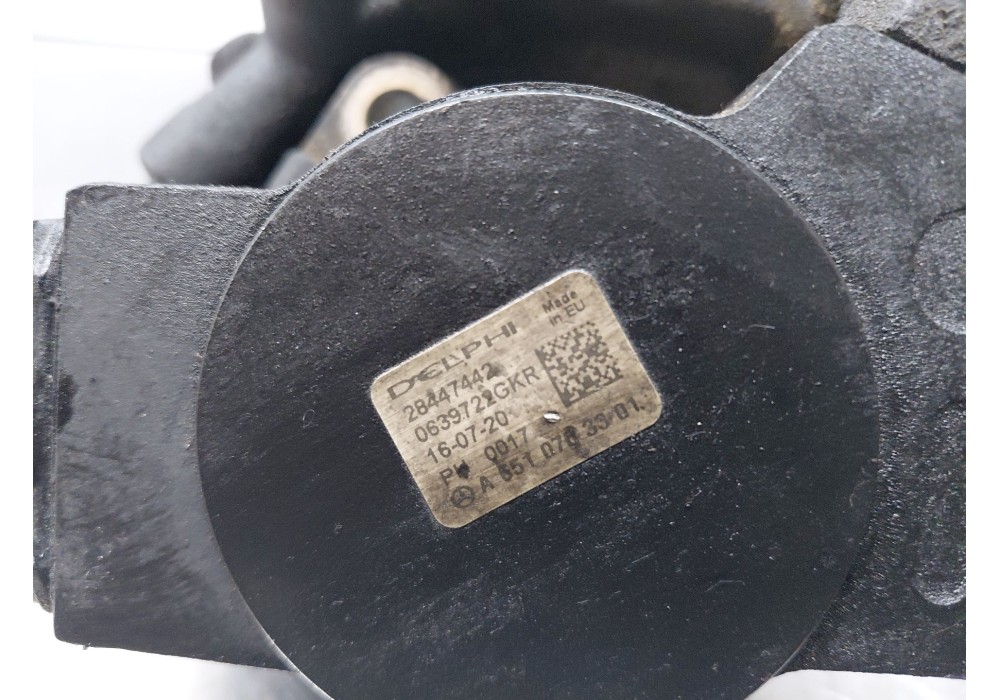 Made
in EU
DELPHI
28447442
0639722GKR
16-07-20
0017
A 651 070 33 01